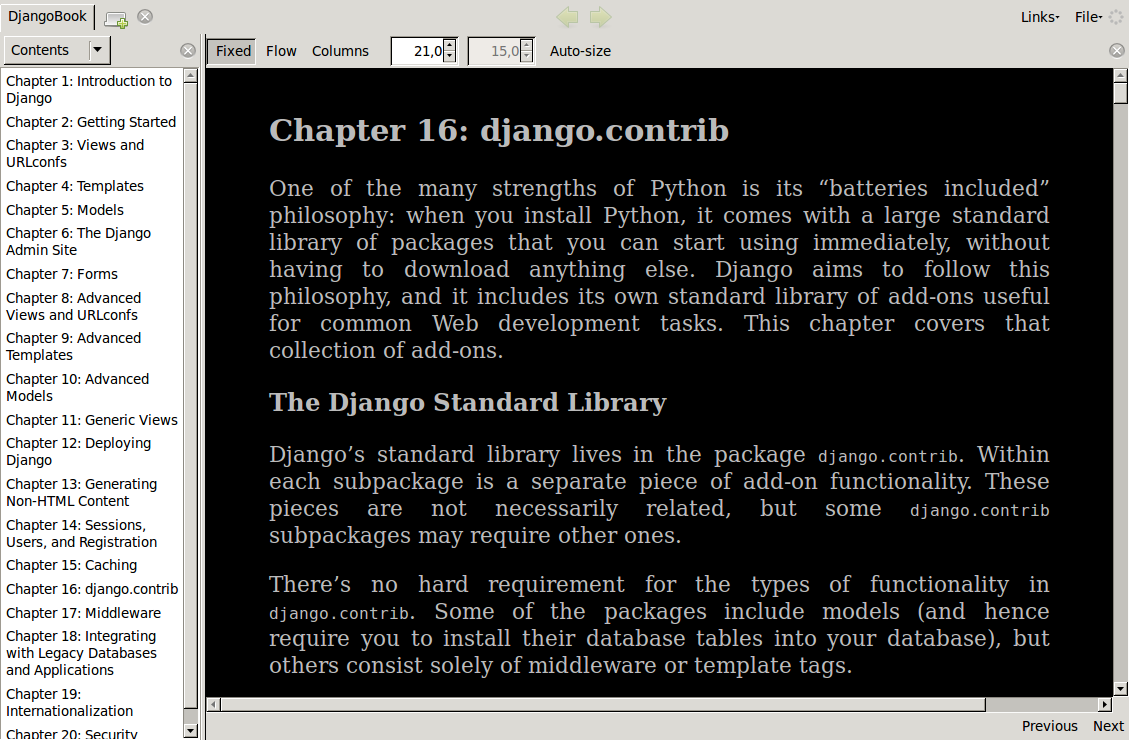 DjangoBook
Links
File
Contents
Fixed
Flow
Columns
21,0
15,0
Auto-size
Chapter 1: Introduction to
Django
Chapter 2: Getting Started
Chapter 3: Views and
URLconfs
Chapter 4: Templates
Chapter 5: Models
Chapter 6: The Django
Admin Site
Chapter 7: Forms
Chapter 8: Advanced
Views and URLconfs
Chapter 9: Advanced
Templates
Chapter 10: Advanced
Models
Chapter 11: Generic Views
Chapter 12: Deploying
Django
Chapter 13: Generating
Non-HTML Content
Chapter 14: Sessions,
Users, and Registration
Chapter 15: Caching
Chapter 16: django.contrib
Chapter 17: Middleware
Chapter 18: Integrating
with Legacy Databases
and Applications
Chapter 19:
Internationalization
Chapter 20: Security
Chapter 16: django.contrib
One of the many strengths of Python is its “batteries included”
philosophy: when you install Python, it comes with a large standard
library of packages that you can start using immediately, without
having to download anything else. Django aims to follow this
philosophy, and it includes its own standard library of add-ons useful
for common Web development tasks. This chapter covers that
collection of add-ons.
The Django Standard Library
Django’s standard library lives in the package django.contrib. Within
each subpackage is a separate piece of add-on functionality. These
pieces are not necessarily related, but some django.contrib
subpackages may require other ones.
There’s no hard requirement for the types of functionality in
django.contrib. Some of the packages include models (and hence
require you to install their database tables into your database), but
others consist solely of middleware or template tags.
Previous
Next